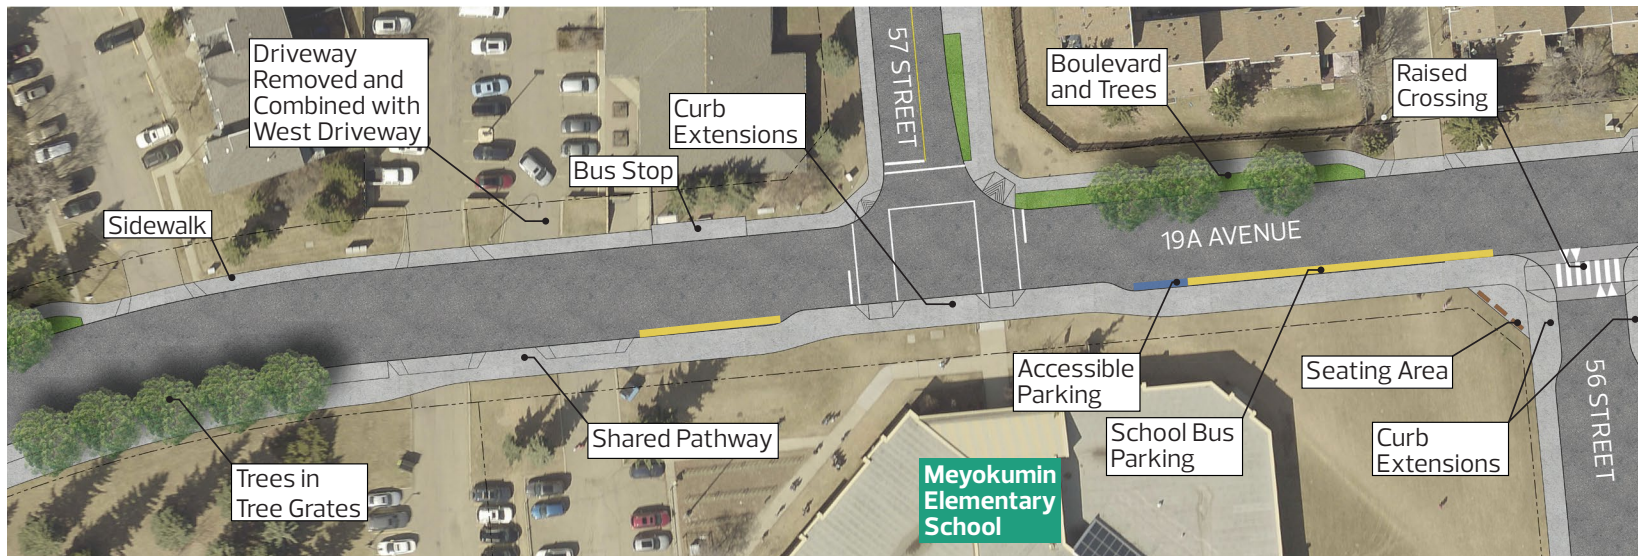 Driveway
Removed and
Combined with
West Driveway
Curb
Extensions
57 STREET
Boulevard
and Trees
Raised
Crossing
Bus Stop
Sidewalk
19A AVENUE
Accessible
Parking
Seating Area
56 STREET
School Bus
Parking
Curb
Extensions
Shared Pathway
Trees in
Tree Grates
Meyokumin
Elementary
School